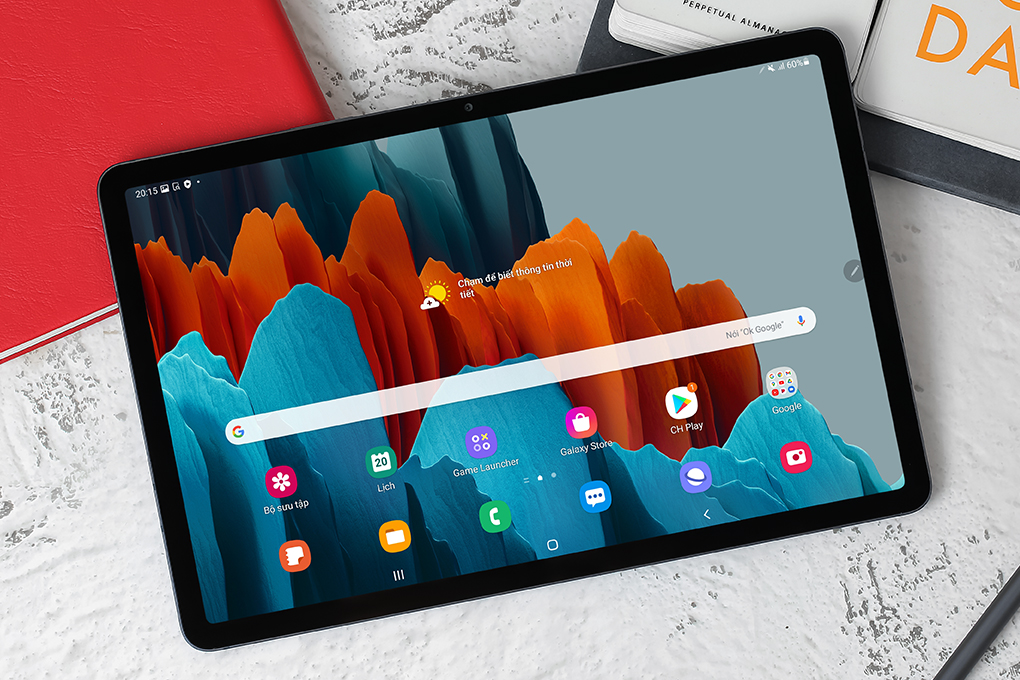 PERPETUAL ALMANAC
DA
20:15
60%
Chạm để biết thông tin thời
tiết
G
Nói "Ok Google"
Bộ sưu tập
20
Lịch
Game Launcher
Galaxy Store
1
CH Play
Google